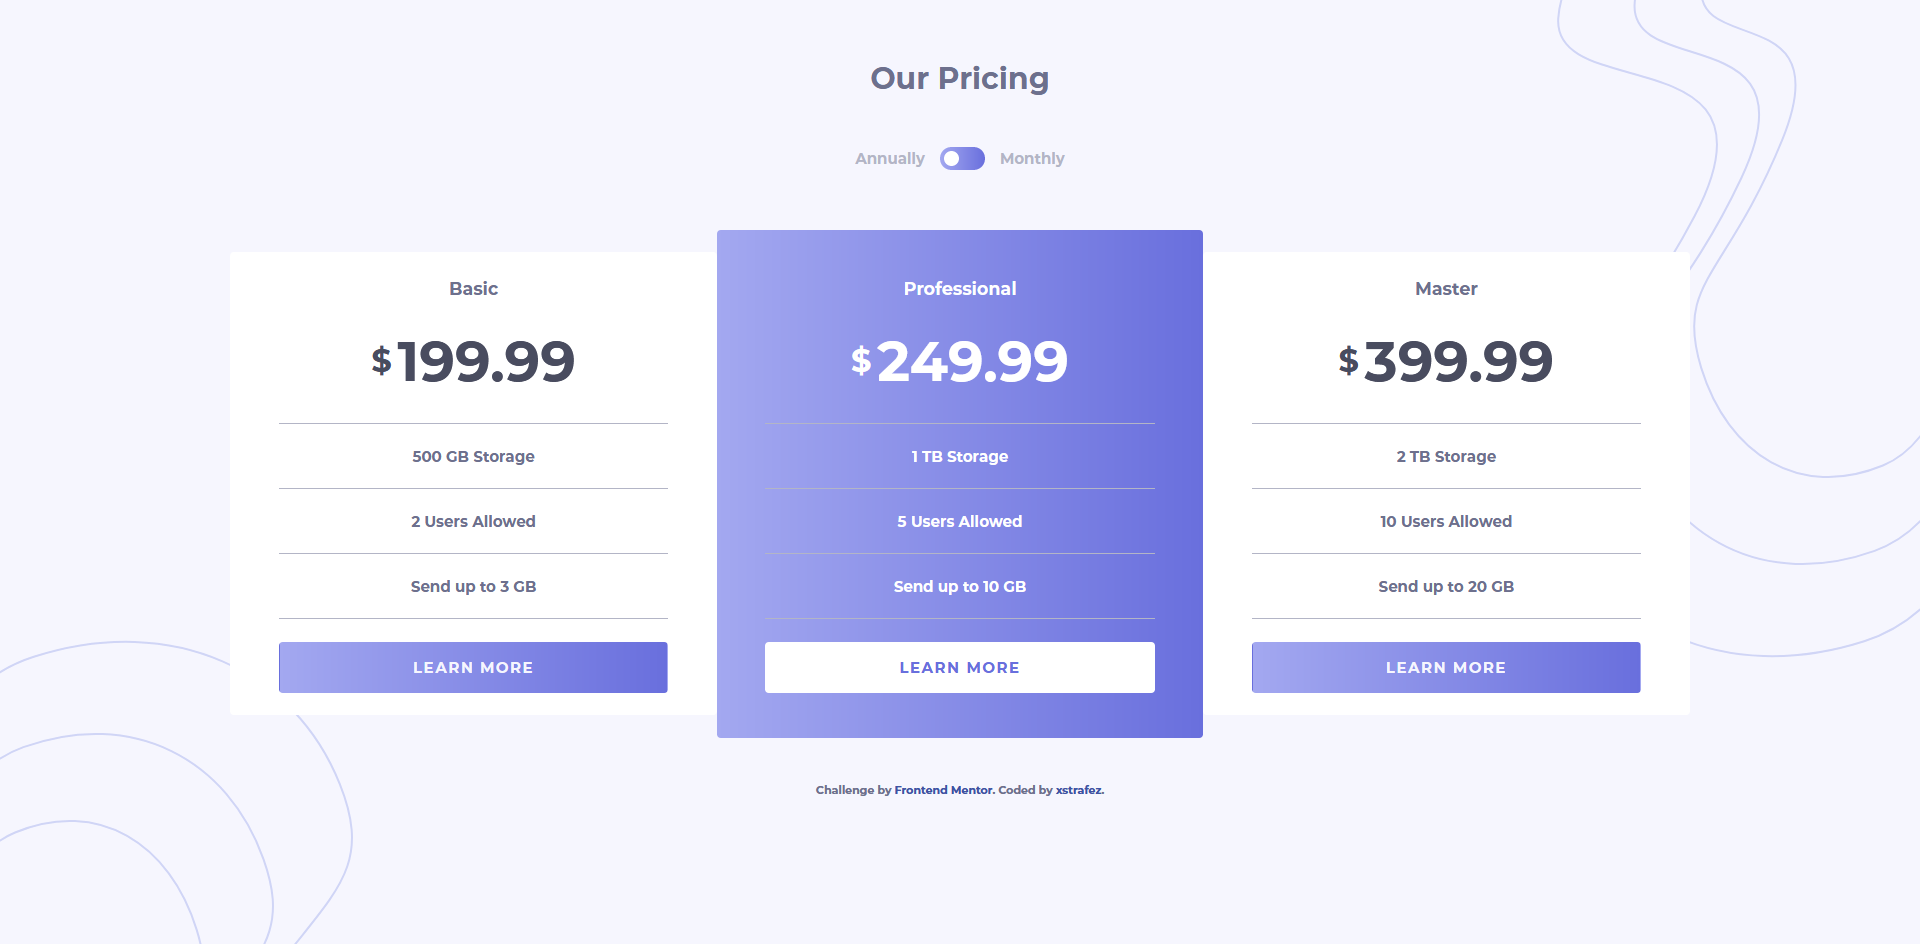 Our Pricing
Annually Monthly
Basic
$199.99
500 GB Storage
2 Users Allowed
Send up to 3 GB
LEARN MORE
Professional
$249.99
1 TB Storage
5 Users Allowed
Send up to 10 GB
LEARN MORE
Master
$399.99
2 TB Storage
10 Users Allowed
Send up to 20 GB
LEARN MORE
Challenge by Frontend Mentor. Coded by xstrafez.